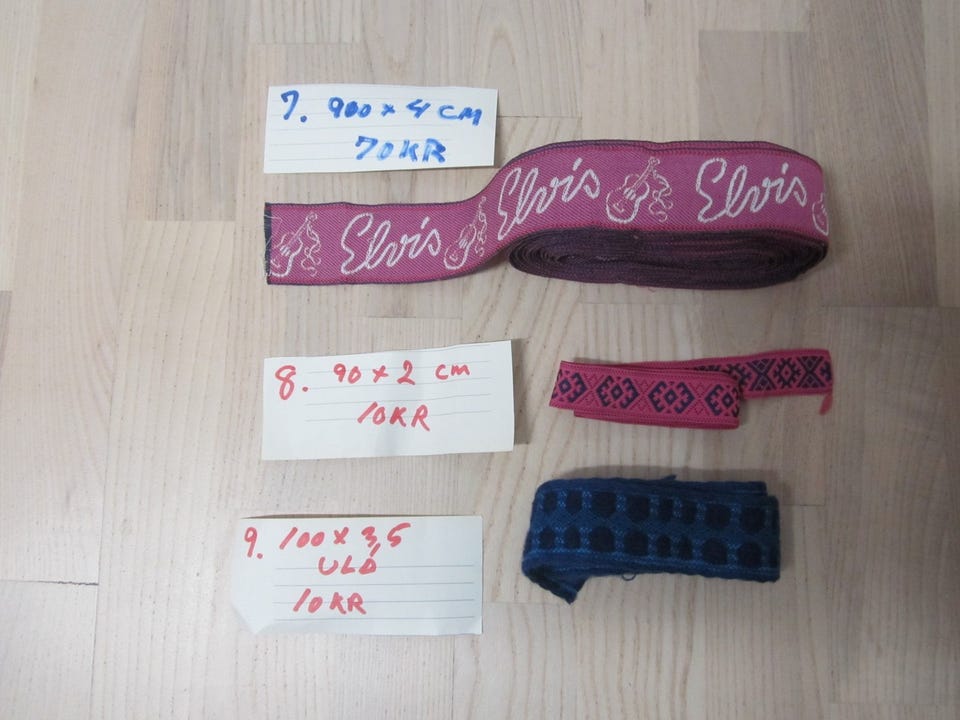 7. 900 x 4 CM
70KR
Elvis Elvis Elvis
8. 90 x 2 cm
10KR
9. 100 x 3,5
ULD
10KR